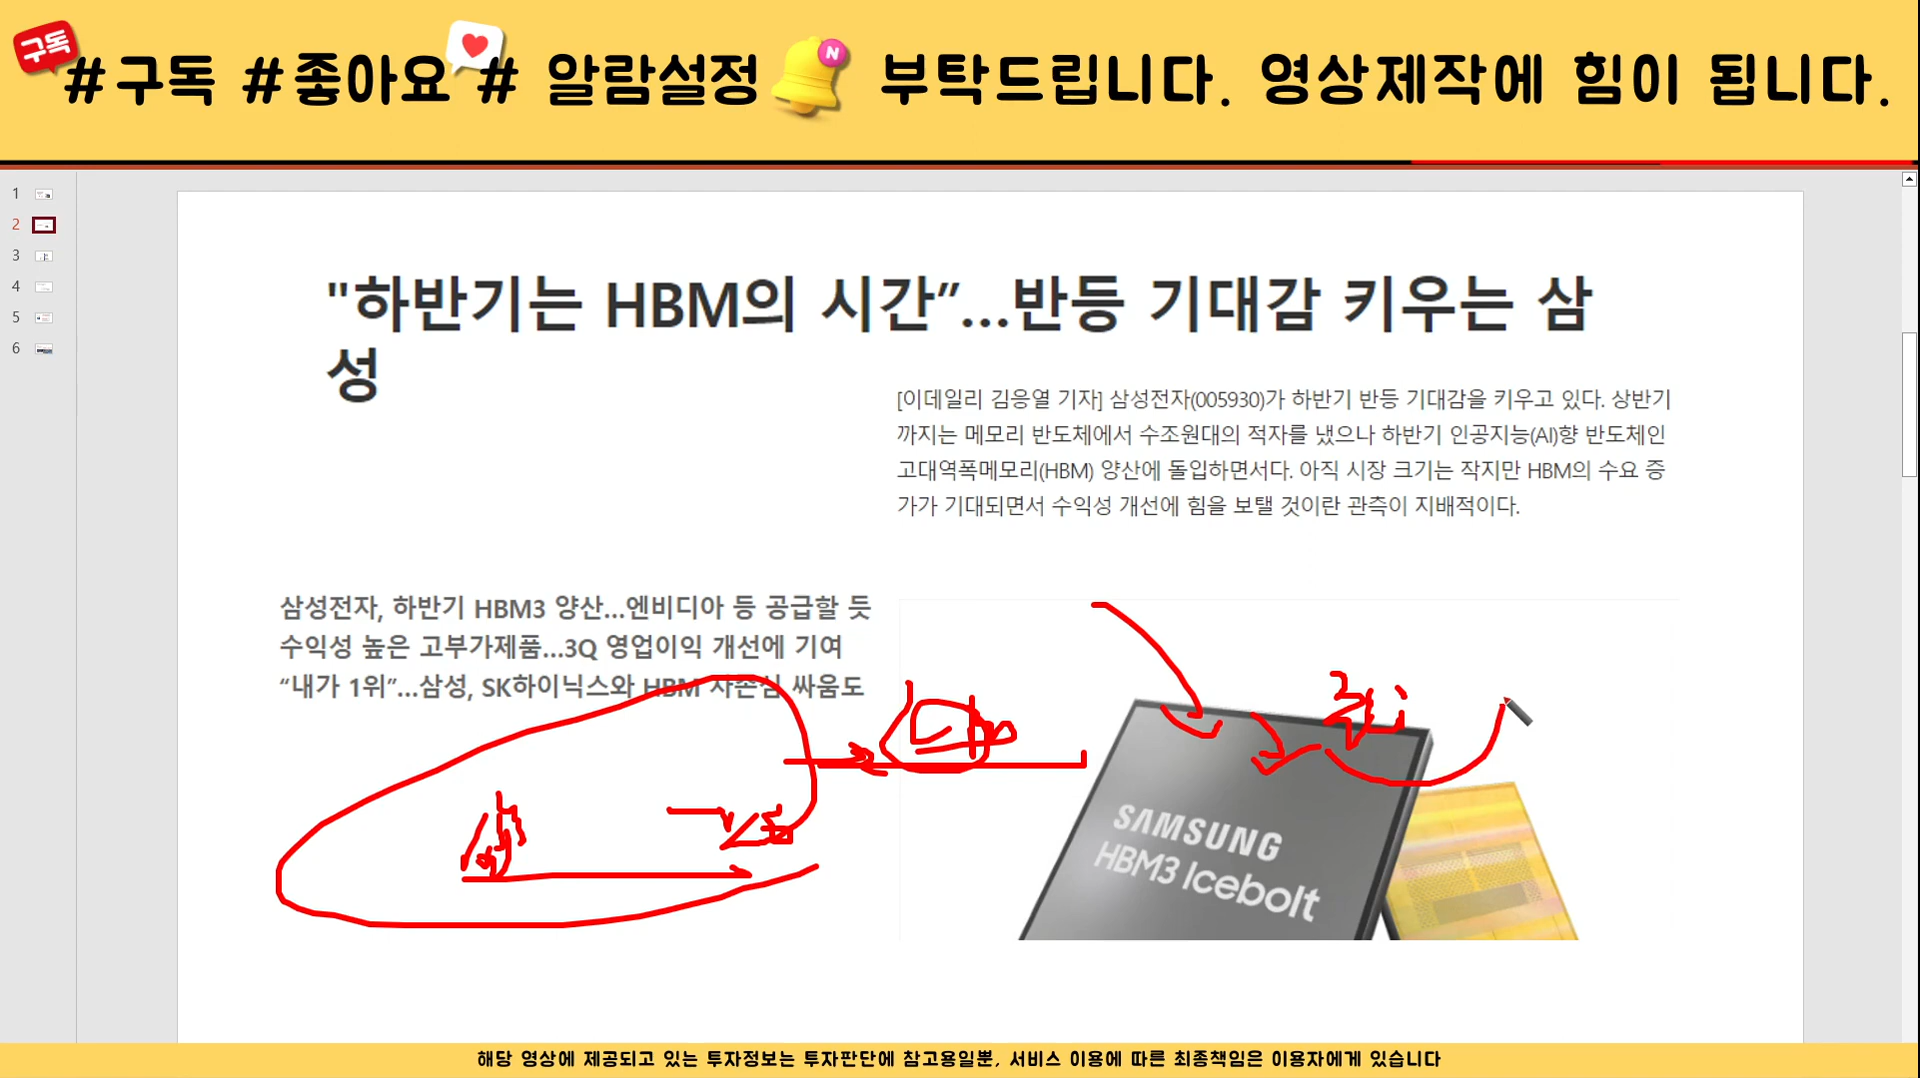 구독
#구독 #좋아요 # 알람설정 N 부탁드립니다. 영상제작에 힘이 됩니다.
1
2
3
4
5
6
"하반기는 HBM의 시간”...반등 기대감 키우는 삼
성
[이데일리 김응열 기자] 삼성전자(005930)가 하반기 반등 기대감을 키우고 있다. 상반기
까지는 메모리 반도체에서 수조원대의 적자를 냈으나 하반기 인공지능(AI)향 반도체인
고대역폭메모리(HBM) 양산에 돌입하면서다. 아직 시장 크기는 작지만 HBM의 수요 증
가가 기대되면서 수익성 개선에 힘을 보탤 것이란 관측이 지배적이다.
삼성전자, 하반기 HBM3 양산...엔비디아 등 공급할 듯
수익성 높은 고부가제품...3Q 영업이익 개선에 기여
“내가 1위”...삼성, SK하이닉스와 HBM 자존심 싸움도
SAMSUNG
HBM3 Icebolt
해당 영상에 제공되고 있는 투자정보는 투자판단에 참고용일뿐, 서비스 이용에 따른 최종책임은 이용자에게 있습니다